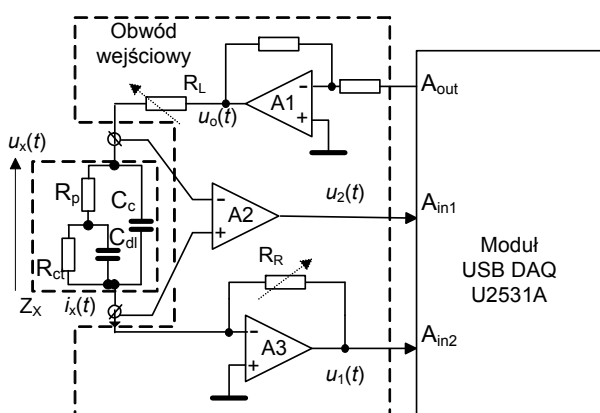 Obwód
wejściowy
R_L
A1
-
+
A_out
u_o(t)
u_x(t)
R_p
C_c
C_dl
R_ct
-
A2
+
u_2(t)
A_in1
Moduł
USB DAQ
U2531A
R_R
Z_X
i_x(t)
-
A3
+
A_in2
u_1(t)